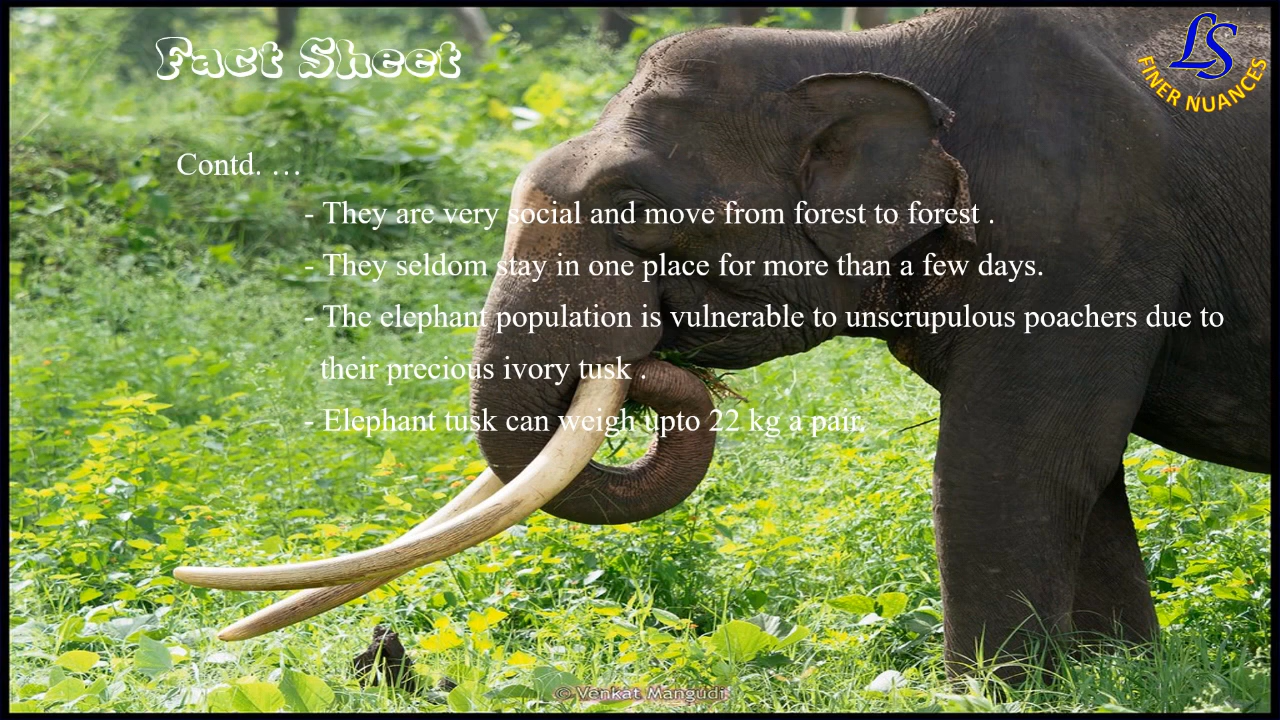 Fact Sheet
LS
FINER NUANCES
Contd. …
- They are very social and move from forest to forest .
- They seldom stay in one place for more than a few days.
- The elephant population is vulnerable to unscrupulous poachers due to
their precious ivory tusk .
- Elephant tusk can weigh upto 22 kg a pair.
© Venkat Mangudi